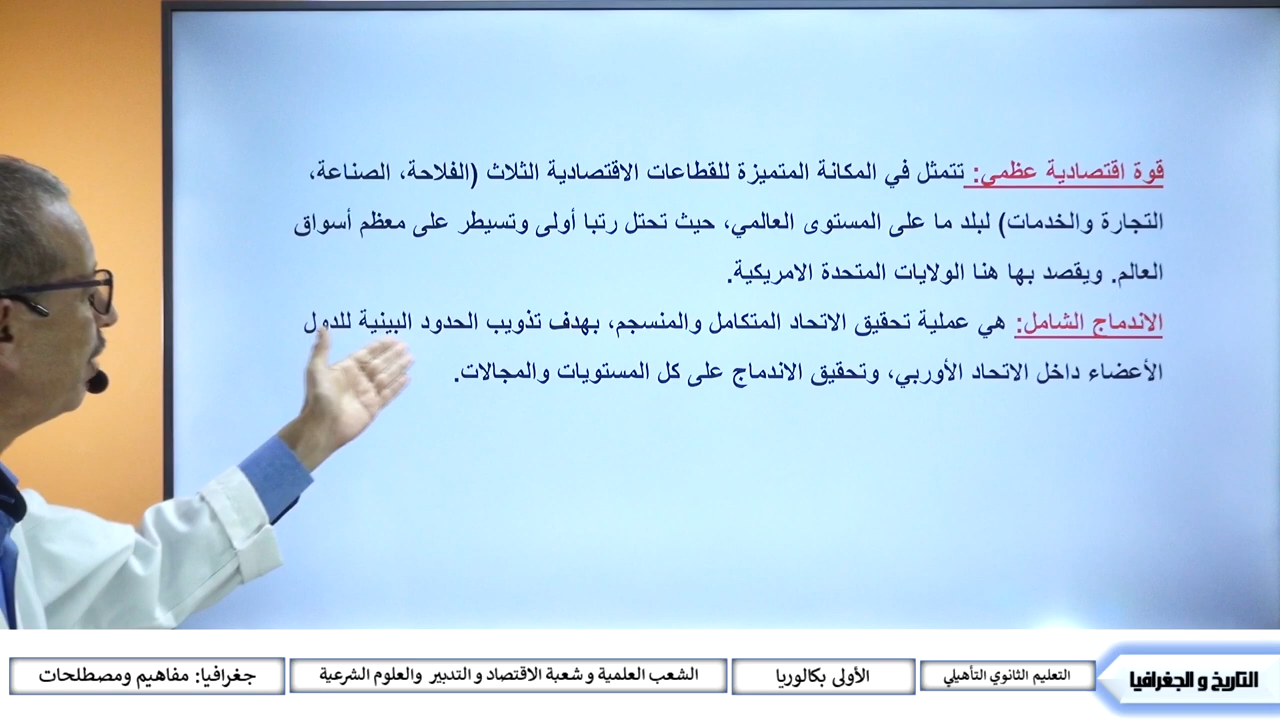 قوة اقتصادية عظمى: تتمثل في المكانة المتميزة للقطاعات الاقتصادية الثلاث (الفلاحة، الصناعة،
التجارة والخدمات) لبلد ما على المستوى العالمي، حيث تحتل رتبا أولى وتسيطر على معظم أسواق
العالم. ويقصد بها هنا الولايات المتحدة الامريكية.
الاندماج الشامل: هي عملية تحقيق الاتحاد المتكامل والمنسجم، بهدف تذويب الحدود البينية للدول
الأعضاء داخل الاتحاد الأوربي، وتحقيق الاندماج على كل المستويات والمجالات.
التاريخ و الجغرافيا
التعليم الثانوي التأهيلي
الأولى بكالوريا
الشعب العلمية و شعبة الاقتصاد و التدبير والعلوم الشرعية
جغرافيا: مفاهيم ومصطلحات